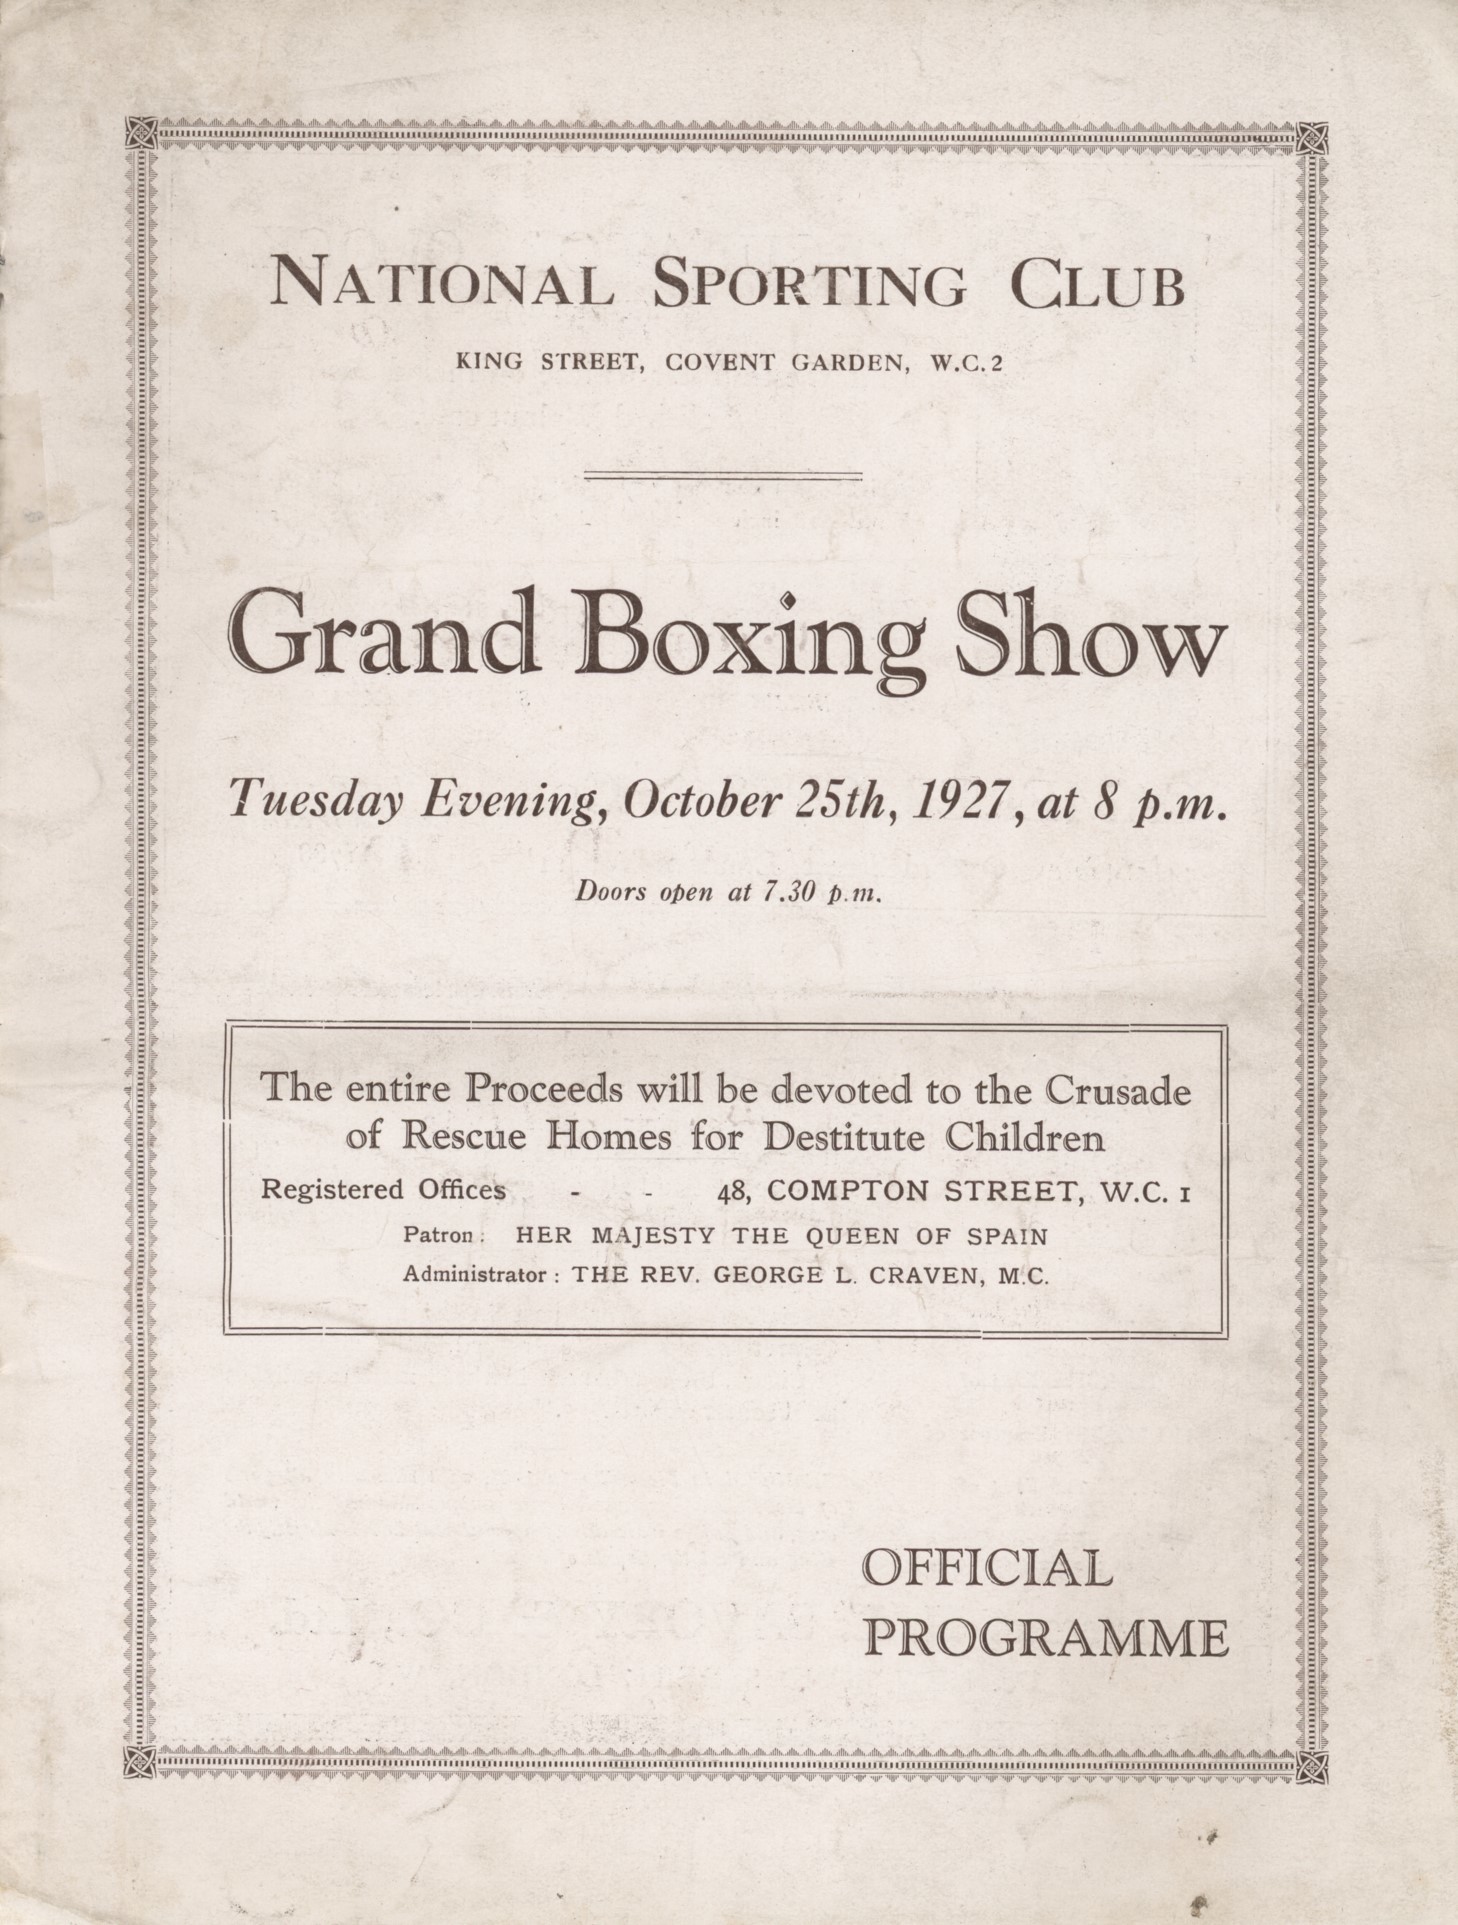 NATIONAL SPORTING CLUB
KING STREET, COVENT GARDEN, W.C.2
Grand Boxing Show
Tuesday Evening, October 25th, 1927, at 8 p.m.
Doors open at 7.30 p.m.
The entire Proceeds will be devoted to the Crusade
of Rescue Homes for Destitute Children
Registered Offices - - 48, COMPTON STREET, W.C. 1
Patron: HER MAJESTY THE QUEEN OF SPAIN
Administrator: THE REV. GEORGE L. CRAVEN, M.C.
OFFICIAL
PROGRAMME